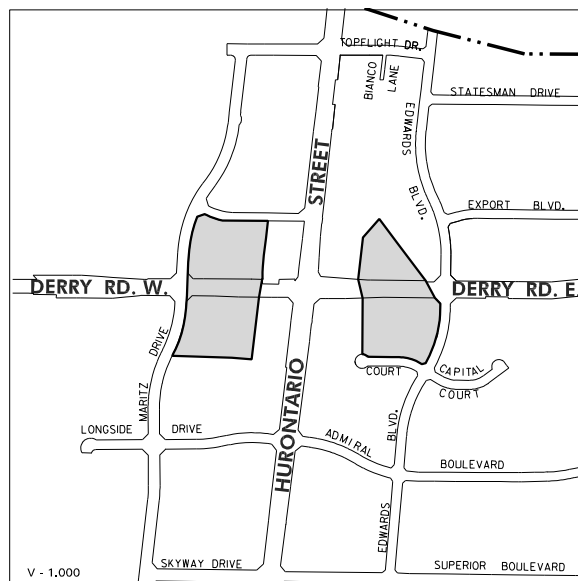 TOPFLIGHT DR.
BIANCO
LANE
STATESMAN DRIVE
EDWARDS
STREET
BLVD.
EXPORT BLVD.
DERRY RD. W.
DERRY RD. E.
DRIVE
COURT
CAPITAL
COURT
MARITZ
HURONTARIO
BLVD.
LONGSIDE DRIVE
ADMIRAL
BOULEVARD
EDWARDS
SKYWAY DRIVE
SUPERIOR BOULEVARD
V - 1.000